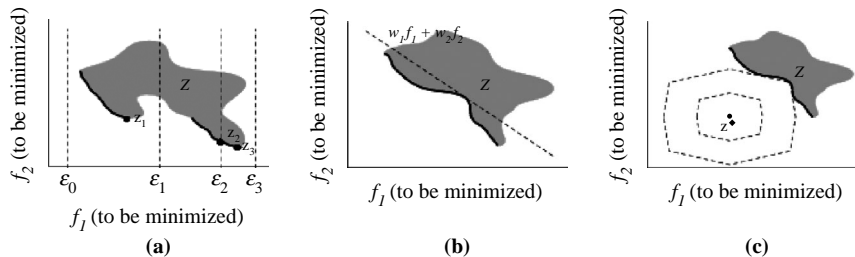 f2 (to be minimized)
Z
z1
z2
z3
ε0
ε1
ε2
ε3
f1 (to be minimized)
(a)
f2 (to be minimized)
w1f1 + w2f2
Z
f1 (to be minimized)
(b)
f2 (to be minimized)
Z
z
f1 (to be minimized)
(c)